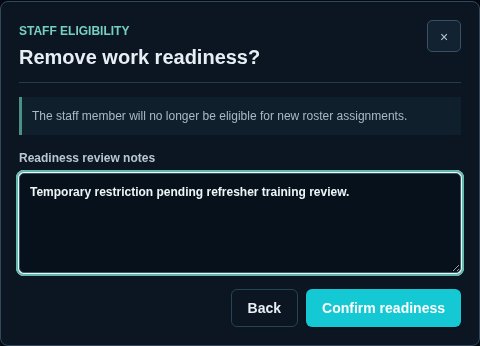 STAFF ELIGIBILITY
Remove work readiness?
×
The staff member will no longer be eligible for new roster assignments.
Readiness review notes
Temporary restriction pending refresher training review.
Back
Confirm readiness